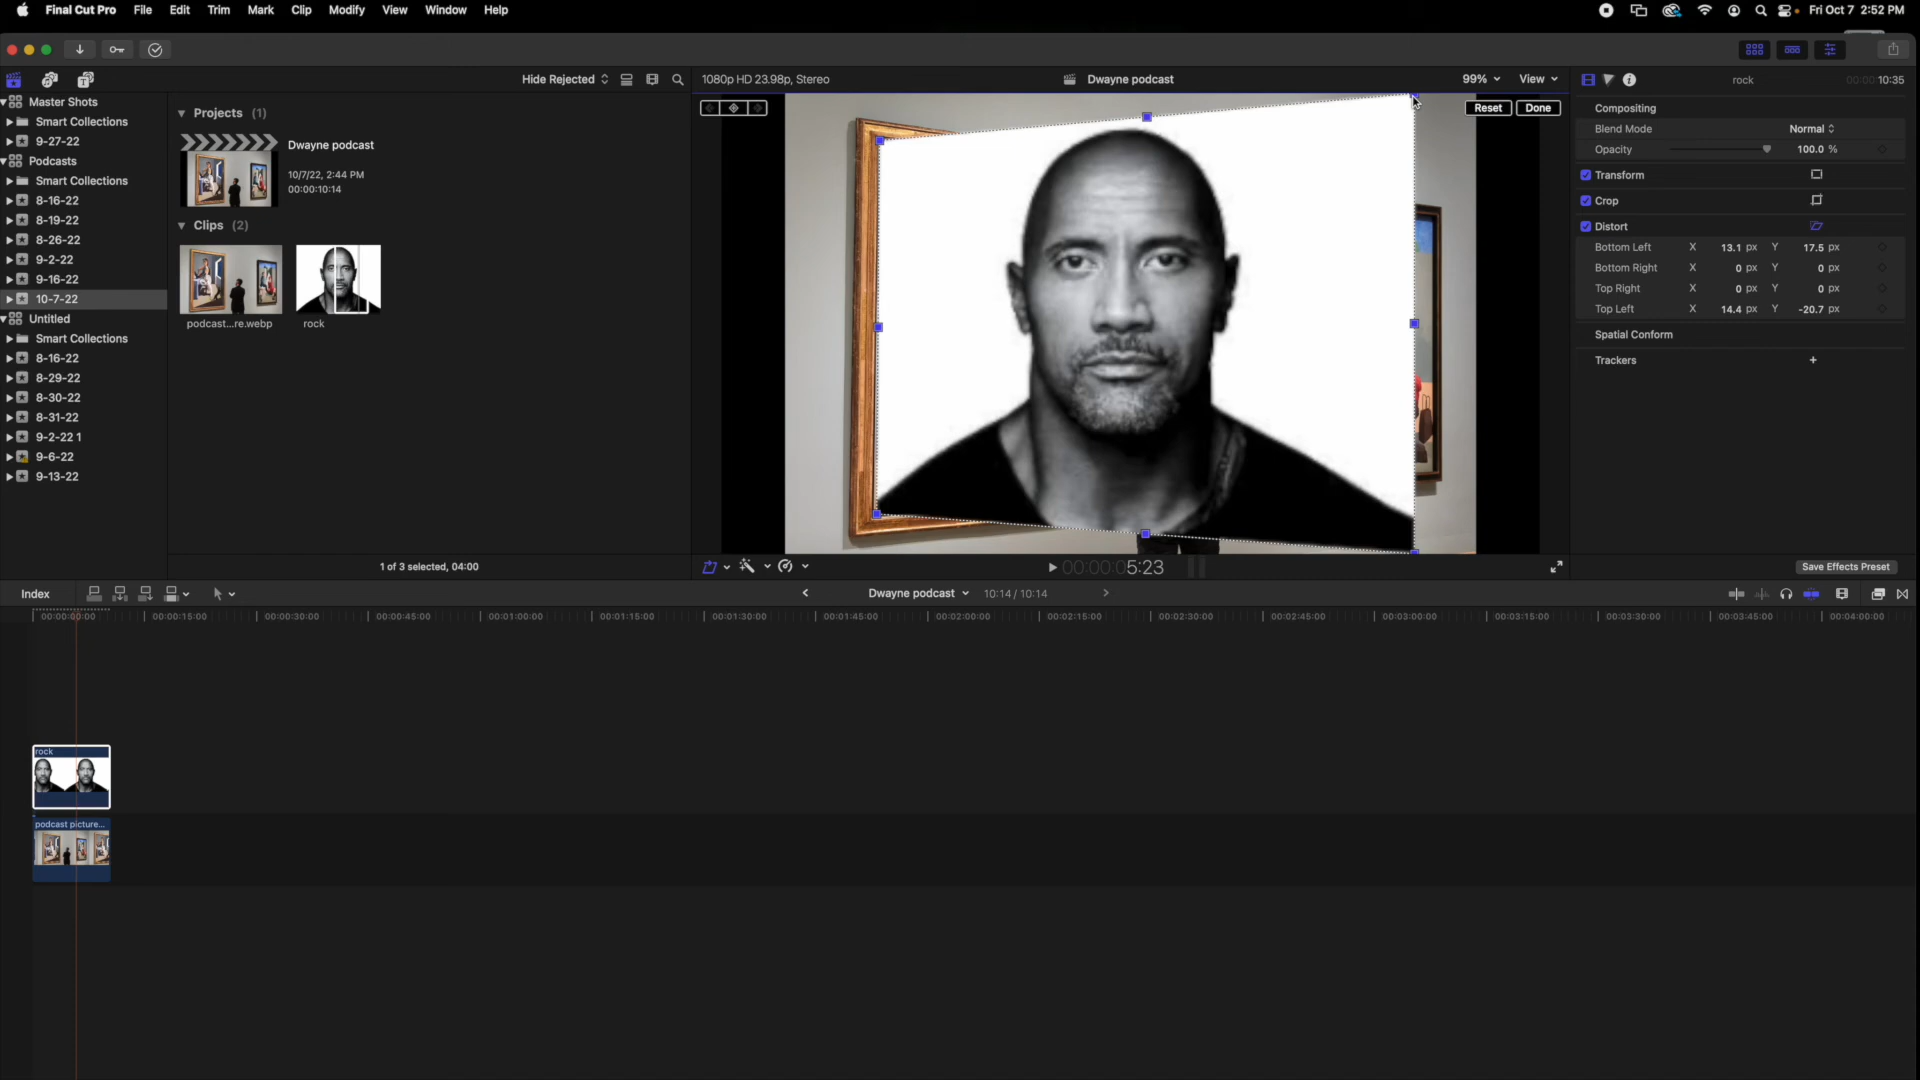 Final Cut Pro File Edit Trim Mark Clip Modify View Window Help
Fri Oct 7 2:52 PM
Hide Rejected
1080p HD 23.98p, Stereo
Dwayne podcast
99% View
rock
10:35
Master Shots
Smart Collections
9-27-22
Podcasts
Smart Collections
8-16-22
8-19-22
8-26-22
9-2-22
9-16-22
10-7-22
Untitled
Smart Collections
8-16-22
8-29-22
8-30-22
8-31-22
9-2-22 1
9-6-22
9-13-22
Projects (1)
Dwayne podcast
10/7/22, 2:44 PM
00:00:10:14
Clips (2)
podcast...re.webp
rock
1 of 3 selected, 04:00
Reset Done
00:00:05:23
Compositing
Blend Mode Normal
Opacity 100.0 %
Transform
Crop
Distort
Bottom Left X 13.1 px Y 17.5 px
Bottom Right X 0 px Y 0 px
Top Right X 0 px Y 0 px
Top Left X 14.4 px Y -20.7 px
Spatial Conform
Trackers +
Save Effects Preset
Index
Dwayne podcast 10:14 / 10:14
00:00:00:00 00:00:15:00 00:00:30:00 00:00:45:00 00:01:00:00 00:01:15:00 00:01:30:00 00:01:45:00 00:02:00:00 00:02:15:00 00:02:30:00 00:02:45:00 00:03:00:00 00:03:15:00 00:03:30:00 00:03:45:00 00:04:00:00
rock
podcast picture...